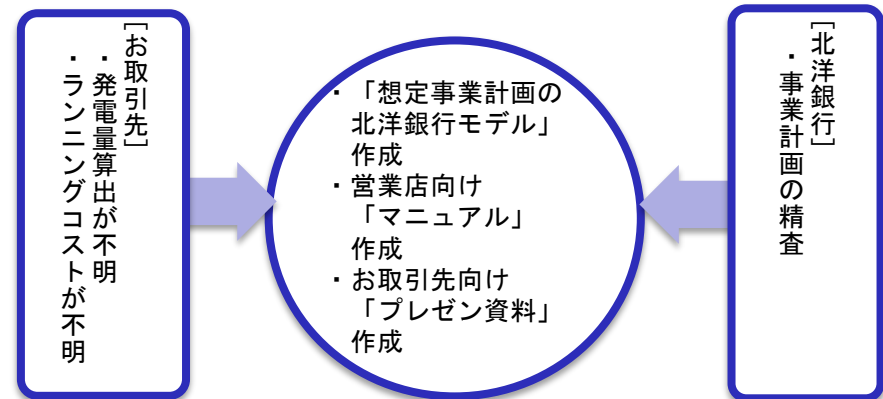 [お取引先]
・発電量算出が不明
・ランニングコストが不明
・「想定事業計画の
北洋銀行モデル」
作成
・営業店向け
「マニュアル」
作成
・お取引先向け
「プレゼン資料」
作成
[北洋銀行]
・事業計画の精査